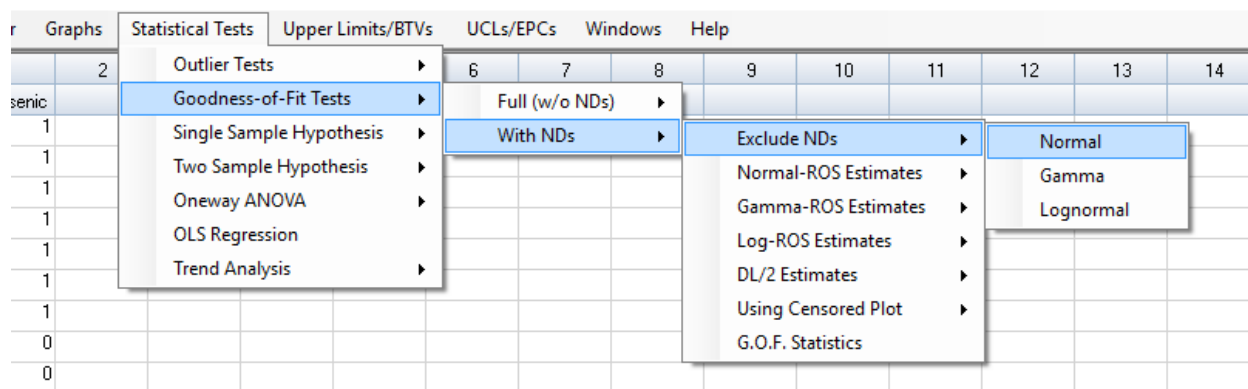 r Graphs Statistical Tests Upper Limits/BTVs UCLs/EPCs Windows Help
2 6 7 8 9 10 11 12 13 14
senic
Outlier Tests
Goodness-of-Fit Tests
Single Sample Hypothesis
Two Sample Hypothesis
Oneway ANOVA
OLS Regression
Trend Analysis
Full (w/o NDs)
With NDs
Exclude NDs
Normal-ROS Estimates
Gamma-ROS Estimates
Log-ROS Estimates
DL/2 Estimates
Using Censored Plot
G.O.F. Statistics
Normal
Gamma
Lognormal
1
1
1
1
1
1
1
0
0